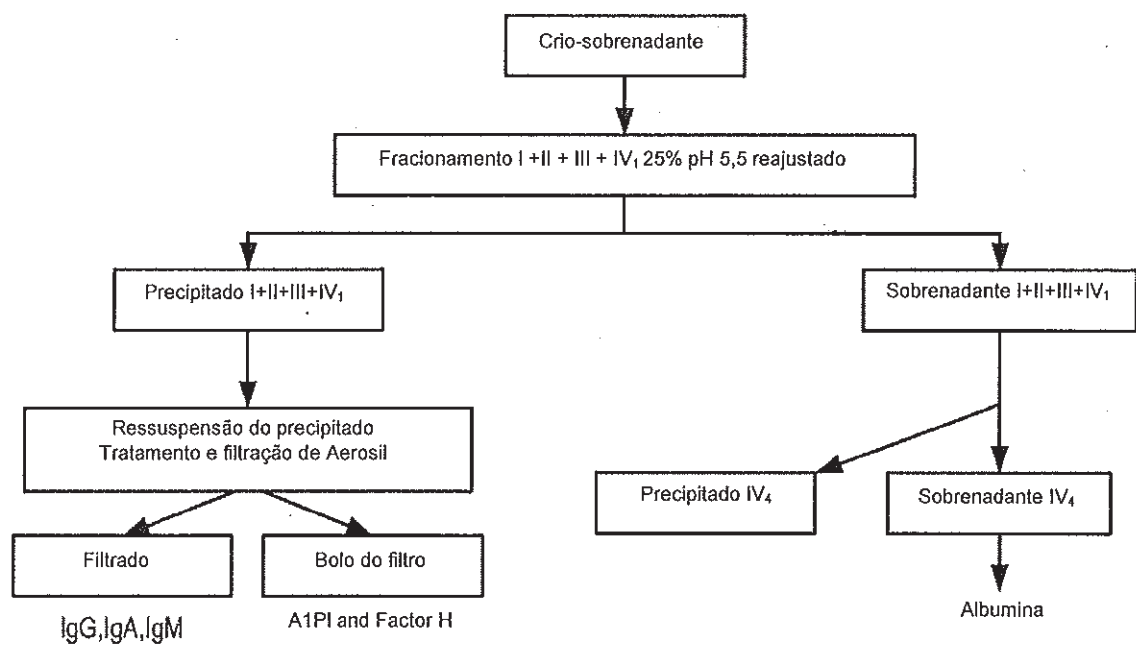 Crio-sobrenadante
Fracionamento I +II + III + IV₁ 25% pH 5,5 reajustado
Precipitado I+II+III+IV₁
Sobrenadante I+II+III+IV₁
Ressuspensão do precipitado
Tratamento e filtração de Aerosil
Precipitado IV₄
Sobrenadante IV₄
Filtrado
Bolo do filtro
Albumina
IgG,IgA,IgM
A1PI and Factor H